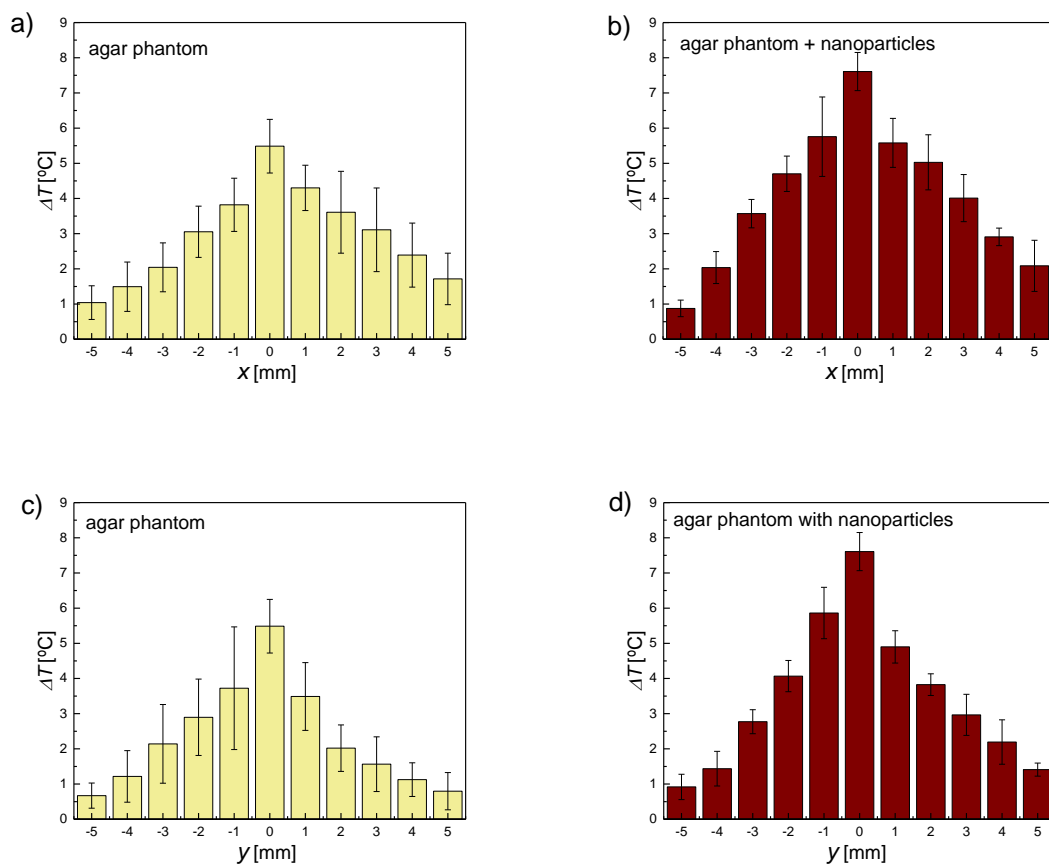 a)
agar phantom
9
8
7
6
5
4
3
2
1
0
ΔT [ºC]
-5 -4 -3 -2 -1 0 1 2 3 4 5
x [mm]
b)
agar phantom + nanoparticles
9
8
7
6
5
4
3
2
1
0
ΔT [ºC]
-5 -4 -3 -2 -1 0 1 2 3 4 5
x [mm]
c)
agar phantom
9
8
7
6
5
4
3
2
1
0
ΔT [ºC]
-5 -4 -3 -2 -1 0 1 2 3 4 5
y [mm]
d)
agar phantom with nanoparticles
9
8
7
6
5
4
3
2
1
0
ΔT [ºC]
-5 -4 -3 -2 -1 0 1 2 3 4 5
y [mm]